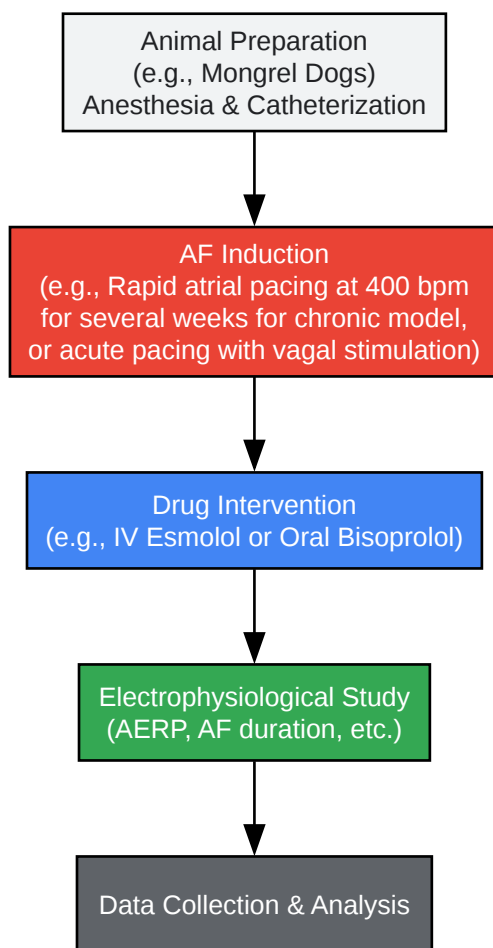 Animal Preparation
(e.g., Mongrel Dogs)
Anesthesia & Catheterization
AF Induction
(e.g., Rapid atrial pacing at 400 bpm
for several weeks for chronic model,
or acute pacing with vagal stimulation)
Drug Intervention
(e.g., IV Esmolol or Oral Bisoprolol)
Electrophysiological Study
(AERP, AF duration, etc.)
Data Collection & Analysis